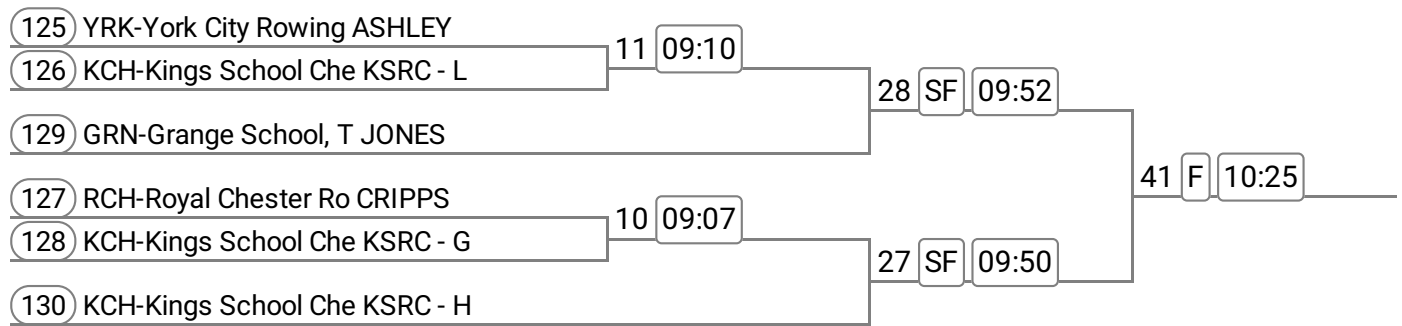 125 YRK-York City Rowing ASHLEY
11 09:10
126 KCH-Kings School Che KSRC - L
28 SF 09:52
129 GRN-Grange School, T JONES
41 F 10:25
127 RCH-Royal Chester Ro CRIPPS
10 09:07
128 KCH-Kings School Che KSRC - G
27 SF 09:50
130 KCH-Kings School Che KSRC - H